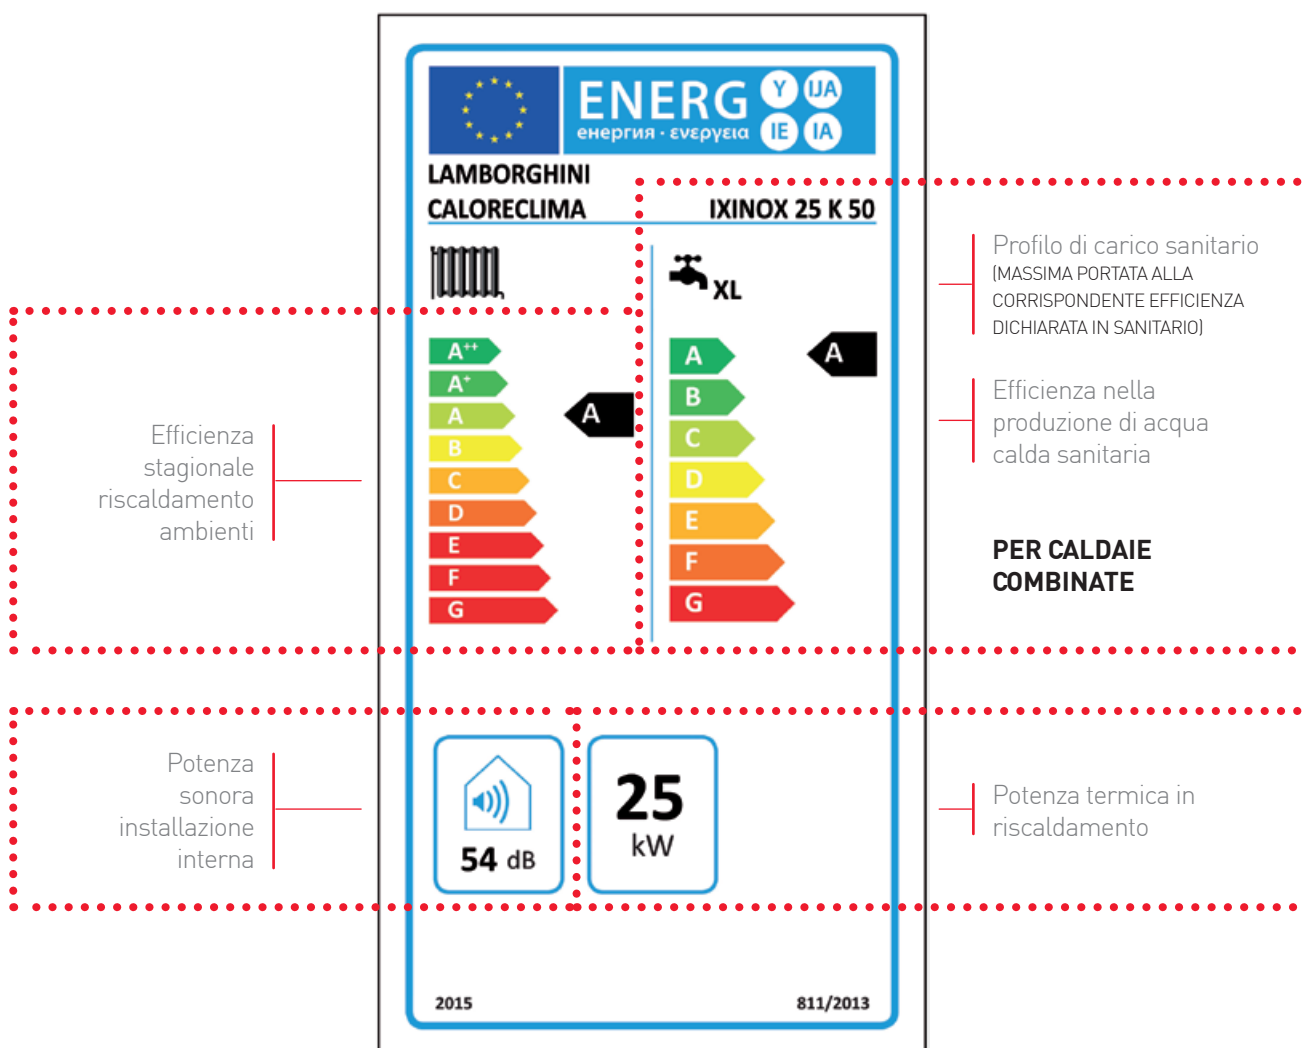 ENERG
енергия · ενεργεια
Y
IJA
IE
IA
LAMBORGHINI
CALORECLIMA
IXINOX 25 K 50
XL
A++
A+
A
B
C
D
E
F
G
A
A
B
C
D
E
F
G
A
Efficienza
stagionale
riscaldamento
ambienti
Profilo di carico sanitario
(MASSIMA PORTATA ALLA
CORRISPONDENTE EFFICIENZA
DICHIARATA IN SANITARIO)
Efficienza nella
produzione di acqua
calda sanitaria
PER CALDAIE
COMBINATE
Potenza
sonora
installazione
interna
54 dB
25
kW
Potenza termica in
riscaldamento
2015
811/2013